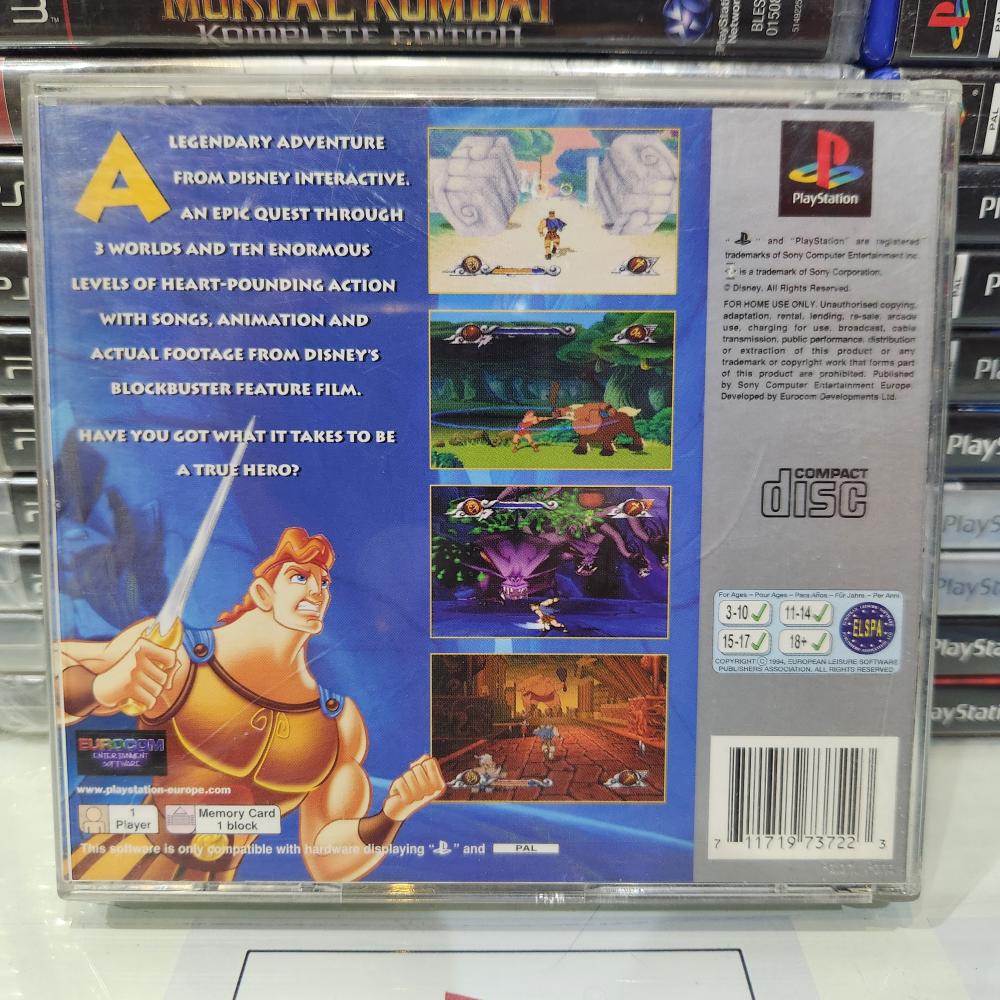 MORTAL KOMBAT
KOMPLETE EDITION
PlayStation
Network
BLES
A LEGENDARY ADVENTURE
FROM DISNEY INTERACTIVE.
AN EPIC QUEST THROUGH
3 WORLDS AND TEN ENORMOUS
LEVELS OF HEART-POUNDING ACTION
WITH SONGS, ANIMATION AND
ACTUAL FOOTAGE FROM DISNEY'S
BLOCKBUSTER FEATURE FILM.
HAVE YOU GOT WHAT IT TAKES TO BE
A TRUE HERO?
EUROCOM
ENTERTAINMENT
SOFTWARE
www.playstation-europe.com
1
Player
Memory Card
1 block
This software is only compatible with hardware displaying " " and PAL
PlayStation
" " and "PlayStation" are registered
trademarks of Sony Computer Entertainment Inc.
is a trademark of Sony Corporation.
© Disney. All Rights Reserved.
FOR HOME USE ONLY. Unauthorised copying,
adaptation, rental, lending, re-sale, arcade
use, charging for use, broadcast, cable
transmission, public performance, distribution
or extraction of this product or any
trademark or copyright work that forms part
of this product are prohibited. Published
by Sony Computer Entertainment Europe.
Developed by Eurocom Developments Ltd.
COMPACT
disc
For Ages – Pour Ages – Para Años – Für Jahre – Per Anni
3-10 11-14
15-17 18+
ELSPA
COPYRIGHT © 1994, EUROPEAN LEISURE SOFTWARE
PUBLISHERS ASSOCIATION. ALL RIGHTS RESERVED
7 11719 73722 3
PAL
PlayStation
PlayStation